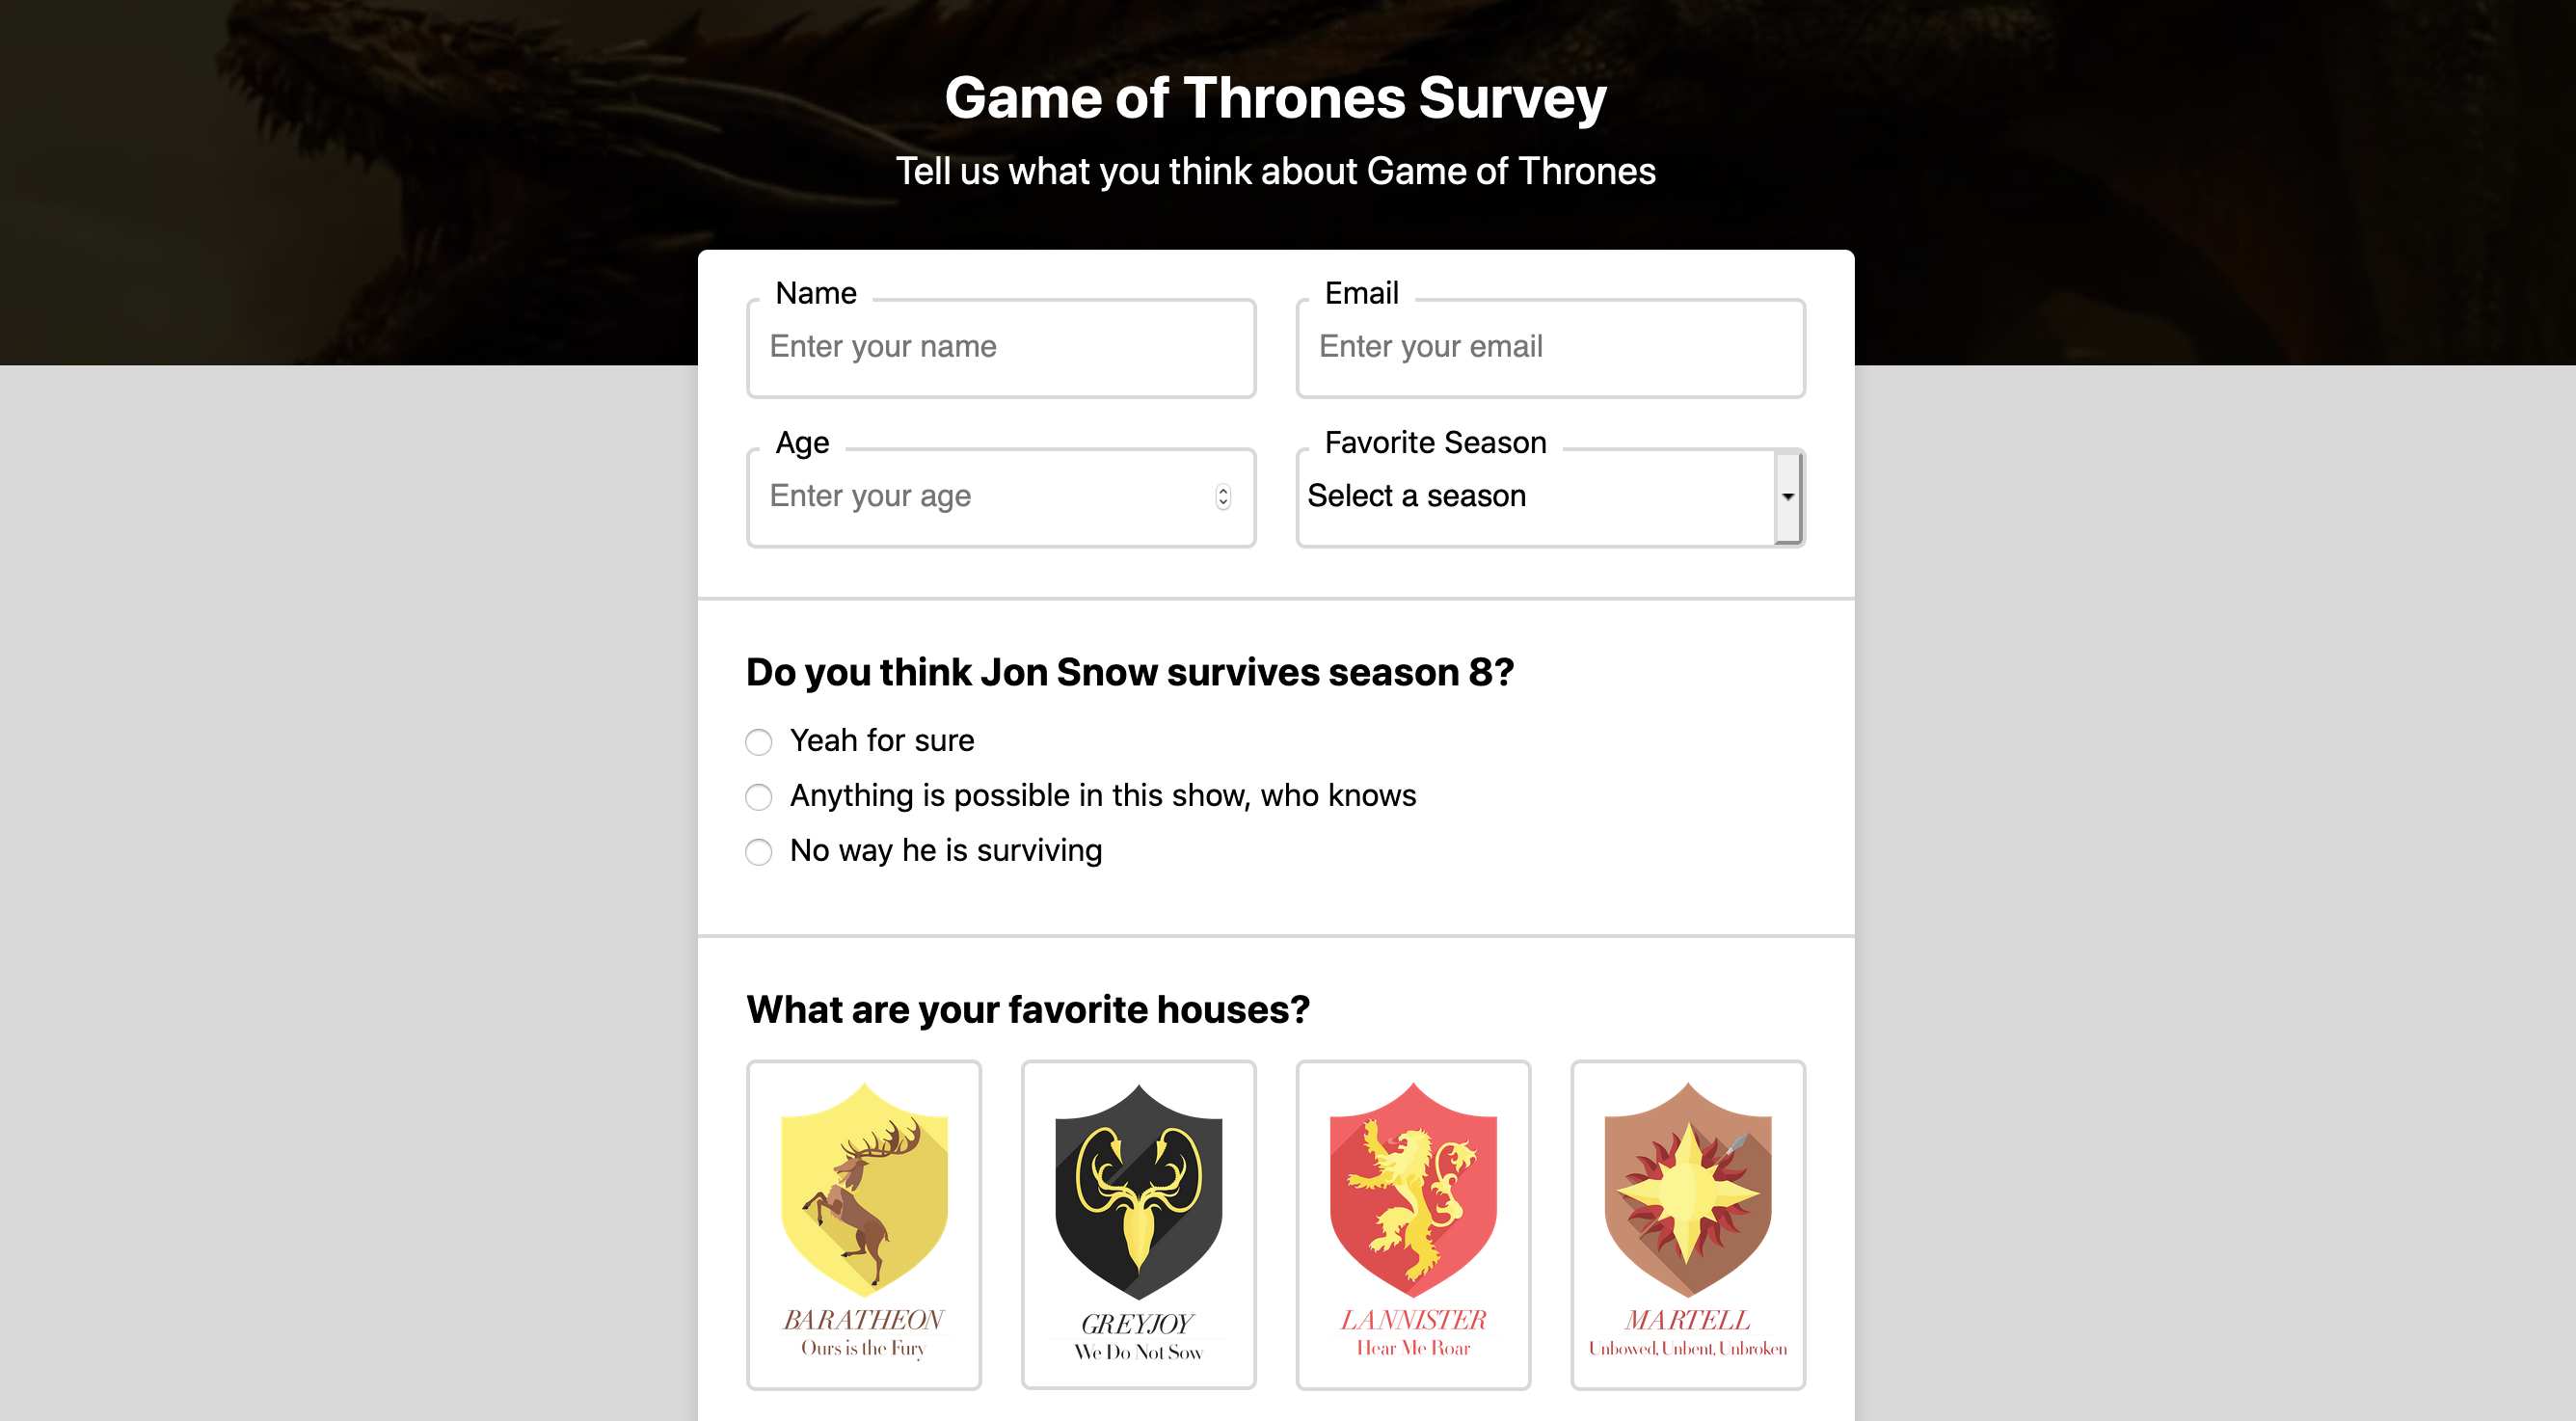 Game of Thrones Survey
Tell us what you think about Game of Thrones
Name
Email
Enter your name
Enter your email
Age
Favorite Season
Enter your age
Select a season
Do you think Jon Snow survives season 8?
Yeah for sure
Anything is possible in this show, who knows
No way he is surviving
What are your favorite houses?
BARATHEON
Ours is the Fury
GREYJOY
We Do Not Sow
LANNISTER
Hear Me Roar
MARTELL
Unbowed, Unbent, Unbroken